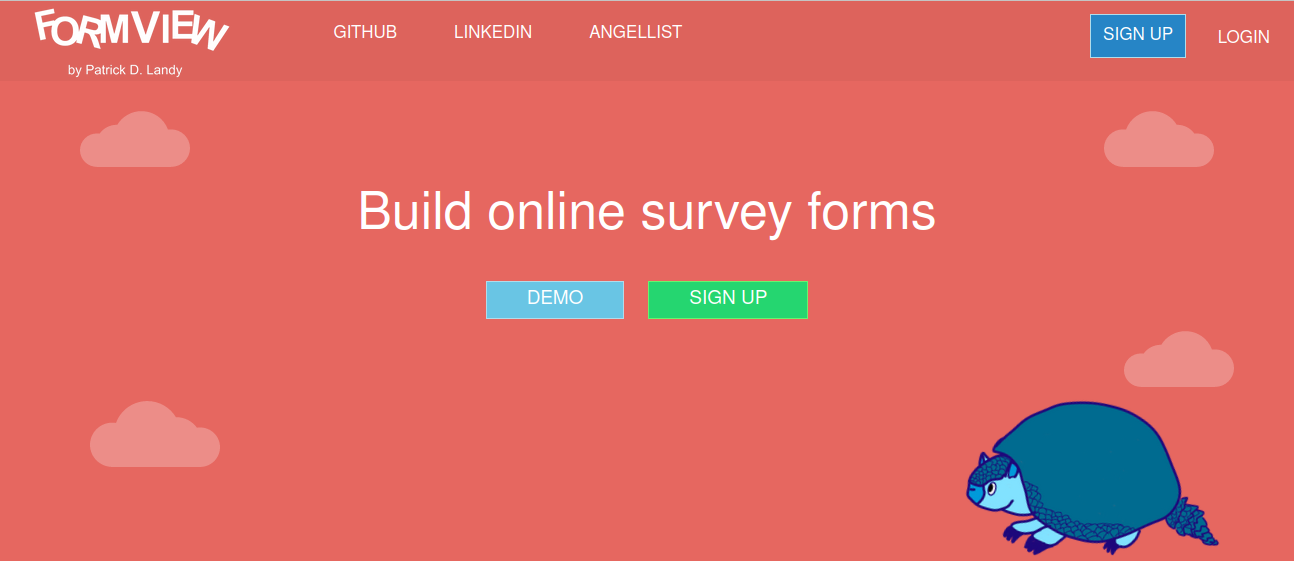 FORMVIEW
by Patrick D. Landy
GITHUB
LINKEDIN
ANGELLIST
SIGN UP
LOGIN
Build online survey forms
DEMO
SIGN UP